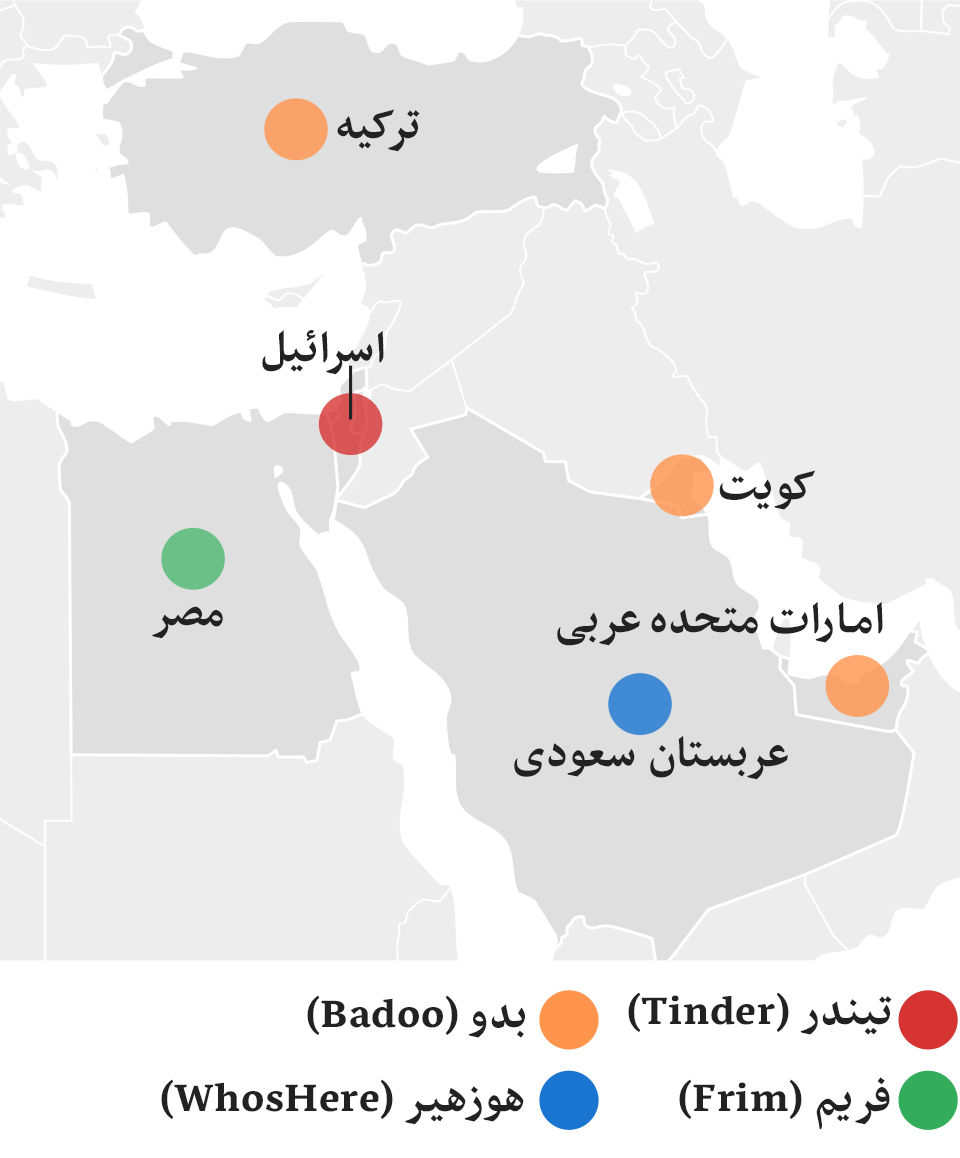 ترکیه
اسرائیل
کویت
مصر
امارات متحده عربی
عربستان سعودی
تیندر (Tinder)
بدو (Badoo)
فریم (Frim)
هوزهیر (WhosHere)